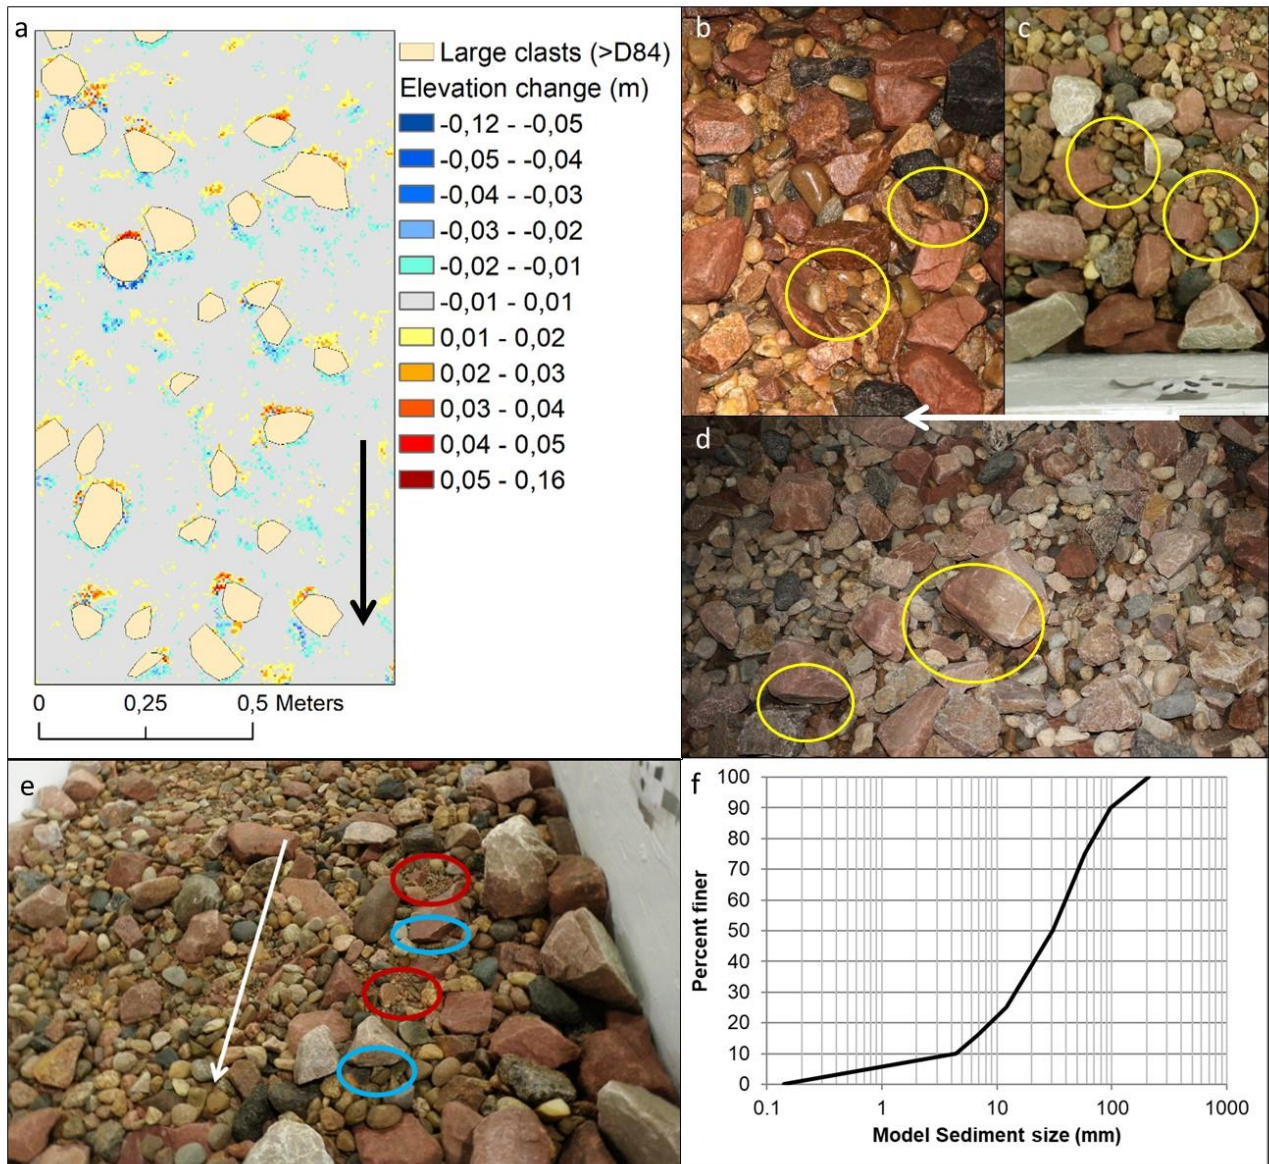 a
Large clasts (>D84)
Elevation change (m)
-0,12 - -0,05
-0,05 - -0,04
-0,04 - -0,03
-0,03 - -0,02
-0,02 - -0,01
-0,01 - 0,01
0,01 - 0,02
0,02 - 0,03
0,03 - 0,04
0,04 - 0,05
0,05 - 0,16
0 0,25 0,5 Meters
b
c
d
e
f
Percent finer
100
90
80
70
60
50
40
30
20
10
0
0.1 1 10 100 1000
Model Sediment size (mm)